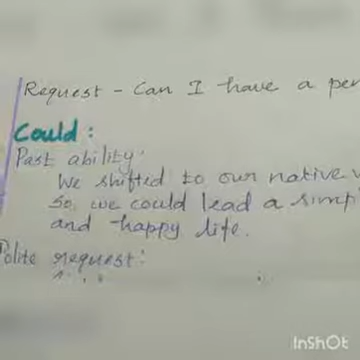 Request - Can I have a per
Could :
Past ability:
We shifted to our native v
So, we could lead a simp
and happy life.
Polite request:
InShOt